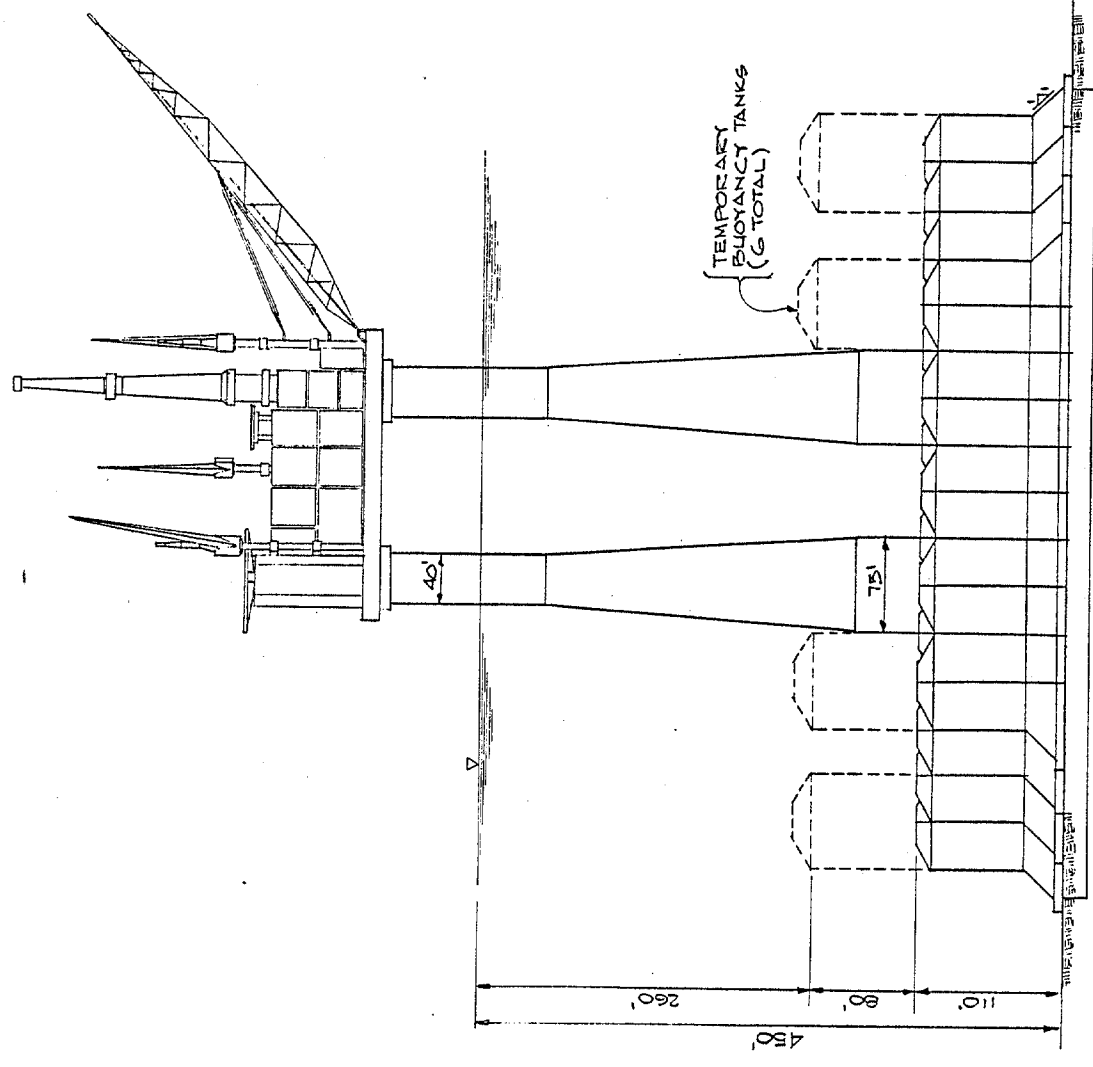 TEMPORARY
BUOYANCY TANKS
(6 TOTAL)
40'
75'
'A'
260'
80'
110'
450'